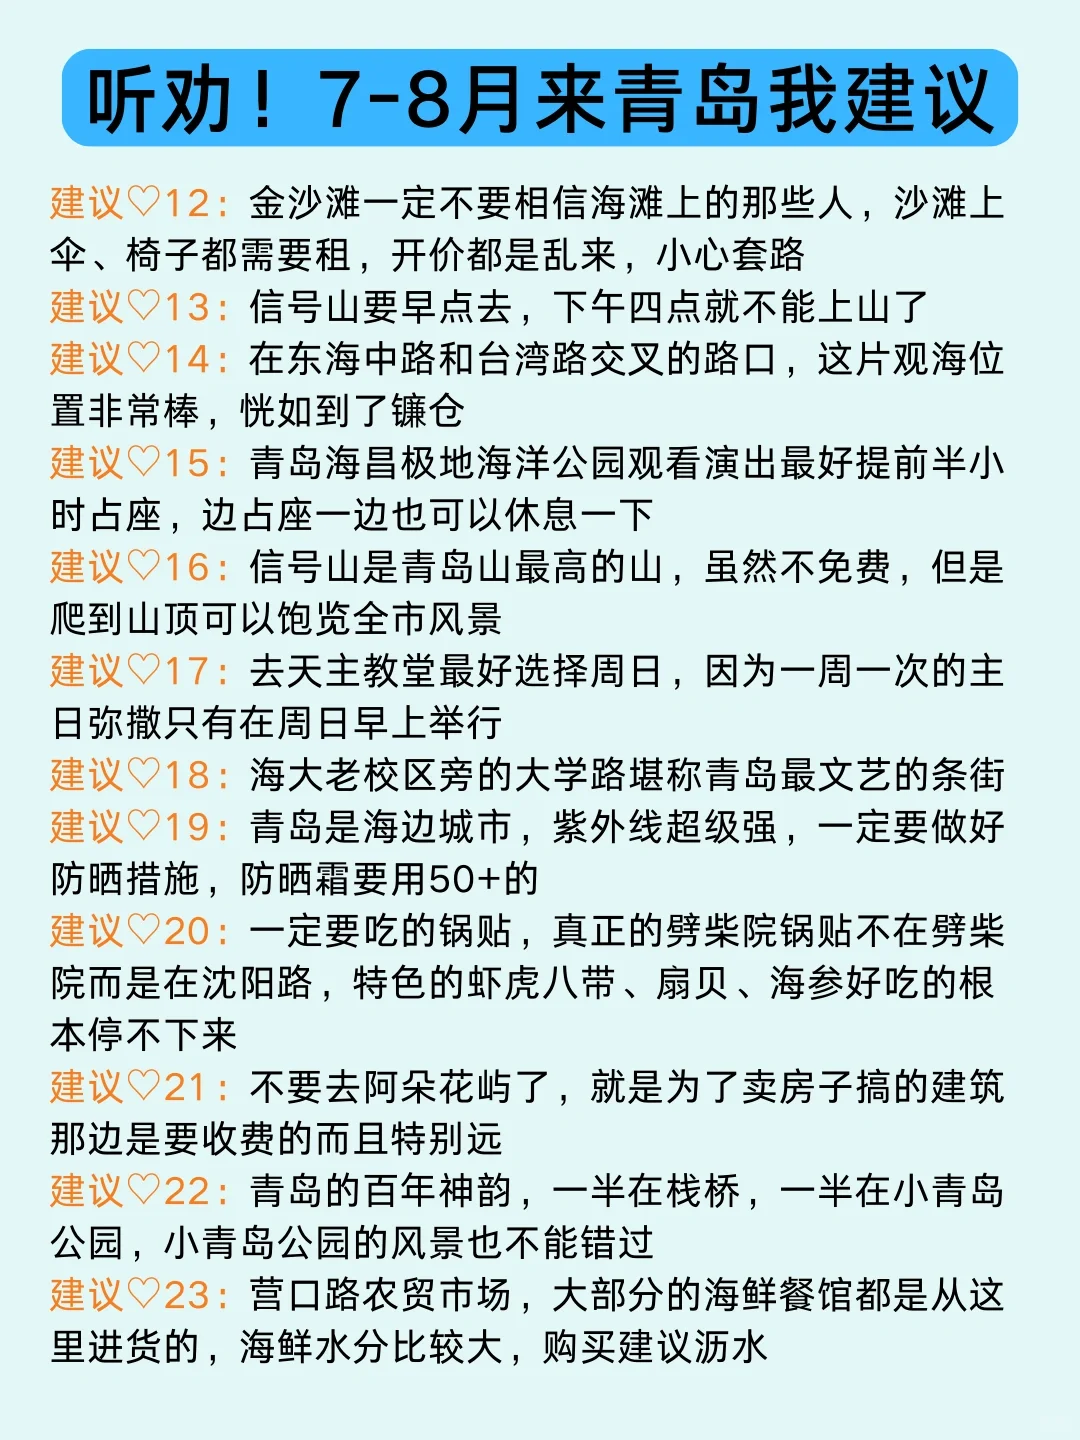 听劝！7-8月来青岛我建议
建议♡12：金沙滩一定不要相信海滩上的那些人，沙滩上
伞、椅子都需要租，开价都是乱来，小心套路
建议♡13：信号山要早点去，下午四点就不能上山了
建议♡14：在东海中路和台湾路交叉的路口，这片观海位
置非常棒，恍如到了镰仓
建议♡15：青岛海昌极地海洋公园观看演出最好提前半小
时占座，边占座一边也可以休息一下
建议♡16：信号山是青岛山最高的山，虽然不免费，但是
爬到山顶可以饱览全市风景
建议♡17：去天主教堂最好选择周日，因为一周一次的主
日弥撒只有在周日早上举行
建议♡18：海大老校区旁的大学路堪称青岛最文艺的条街
建议♡19：青岛是海边城市，紫外线超级强，一定要做好
防晒措施，防晒霜要用50+的
建议♡20：一定要吃的锅贴，真正的劈柴院锅贴不在劈柴
院而是在沈阳路，特色的虾虎八带、扇贝、海参好吃的根
本停不下来
建议♡21：不要去阿朵花屿了，就是为了卖房子搞的建筑
那边是要收费的而且特别远
建议♡22：青岛的百年神韵，一半在栈桥，一半在小青岛
公园，小青岛公园的风景也不能错过
建议♡23：营口路农贸市场，大部分的海鲜餐馆都是从这
里进货的，海鲜水分比较大，购买建议沥水